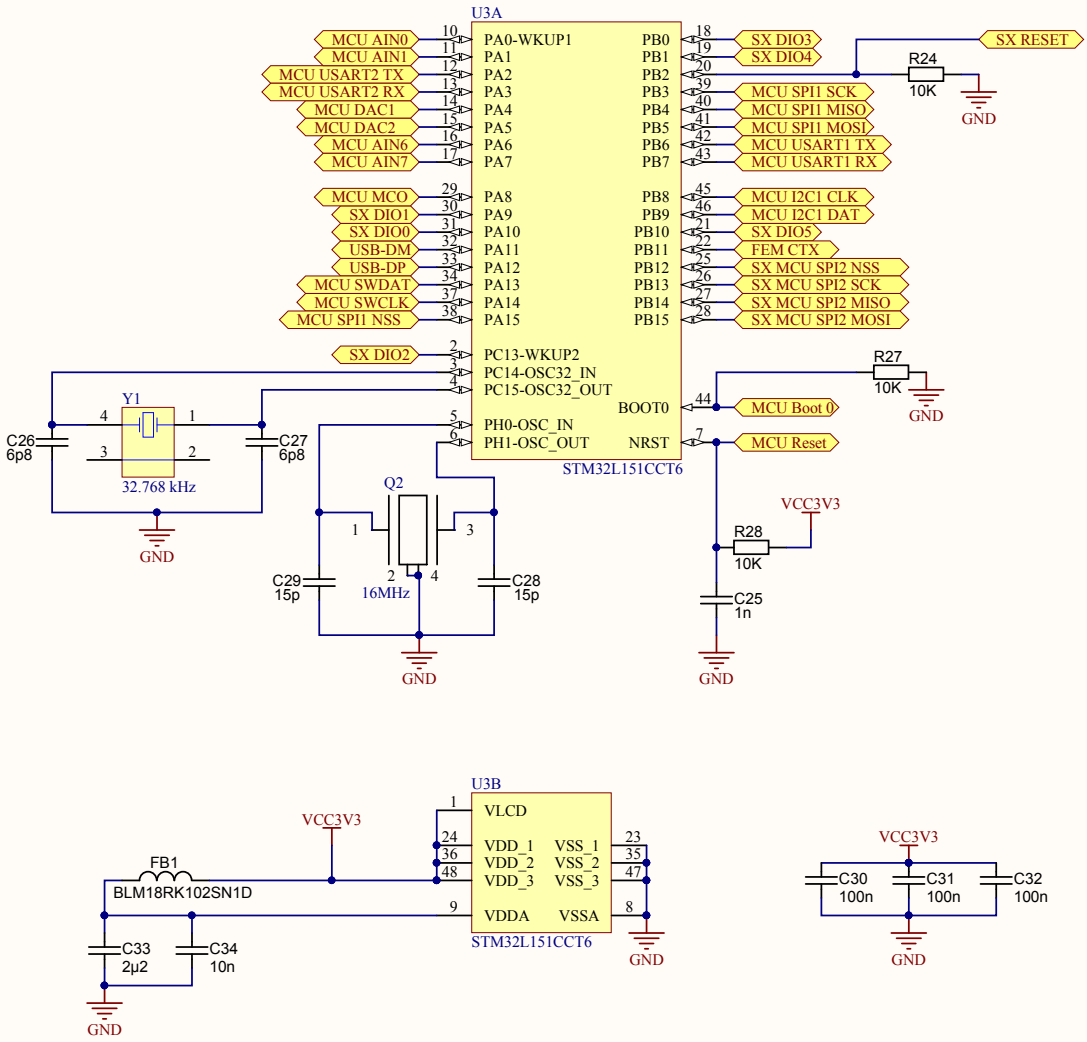 U3A
MCU AIN0 10 PA0-WKUP1 PB0 18 SX DIO3 SX RESET
MCU AIN1 11 PA1 PB1 19 SX DIO4
MCU USART2 TX 12 PA2 PB2 20 R24 10K GND
MCU USART2 RX 13 PA3 PB3 39 MCU SPI1 SCK
MCU DAC1 14 PA4 PB4 40 MCU SPI1 MISO
MCU DAC2 15 PA5 PB5 41 MCU SPI1 MOSI
MCU AIN6 16 PA6 PB6 42 MCU USART1 TX
MCU AIN7 17 PA7 PB7 43 MCU USART1 RX
MCU MCO 29 PA8 PB8 45 MCU I2C1 CLK
SX DIO1 30 PA9 PB9 46 MCU I2C1 DAT
SX DIO0 31 PA10 PB10 21 SX DIO5
USB-DM 32 PA11 PB11 22 FEM CTX
USB-DP 33 PA12 PB12 25 SX MCU SPI2 NSS
MCU SWDAT 34 PA13 PB13 26 SX MCU SPI2 SCK
MCU SWCLK 37 PA14 PB14 27 SX MCU SPI2 MISO
MCU SPI1 NSS 38 PA15 PB15 28 SX MCU SPI2 MOSI
SX DIO2 2 PC13-WKUP2
3 PC14-OSC32_IN R27 10K GND
4 PC15-OSC32_OUT
BOOT0 44 MCU Boot 0
5 PH0-OSC_IN
6 PH1-OSC_OUT NRST 7 MCU Reset
STM32L151CCT6
Y1
4 1
3 2
32.768 kHz
C26
6p8
C27
6p8
GND
Q2
1 3
2 4
16MHz
C29
15p
C28
15p
GND
VCC3V3
R28
10K
C25
1n
GND
U3B
1 VLCD
24 VDD_1 VSS_1 23
36 VDD_2 VSS_2 35
48 VDD_3 VSS_3 47
9 VDDA VSSA 8
STM32L151CCT6
GND
VCC3V3
FB1
BLM18RK102SN1D
C33
2µ2
C34
10n
GND
VCC3V3
C30
100n
C31
100n
C32
100n
GND